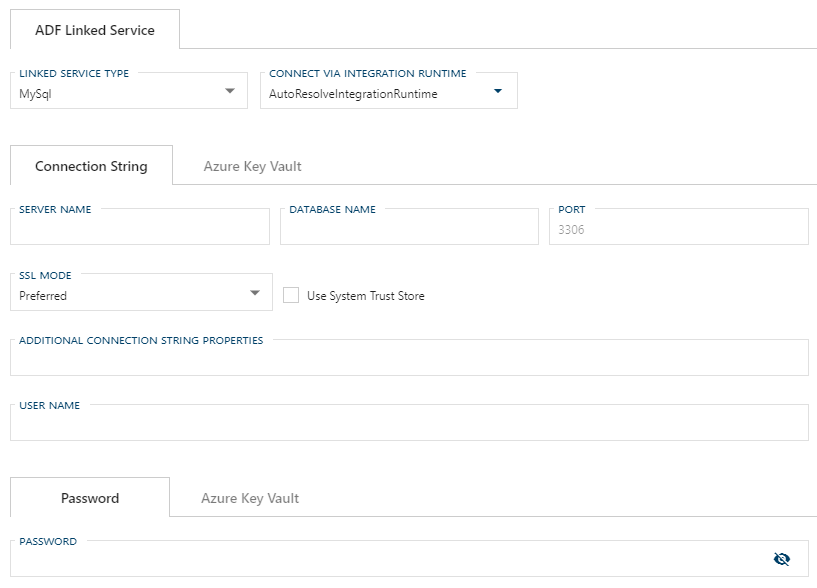 ADF Linked Service
LINKED SERVICE TYPE
MySql
CONNECT VIA INTEGRATION RUNTIME
AutoResolveIntegrationRuntime
Connection String
Azure Key Vault
SERVER NAME
DATABASE NAME
PORT
3306
SSL MODE
Preferred
Use System Trust Store
ADDITIONAL CONNECTION STRING PROPERTIES
USER NAME
Password
Azure Key Vault
PASSWORD